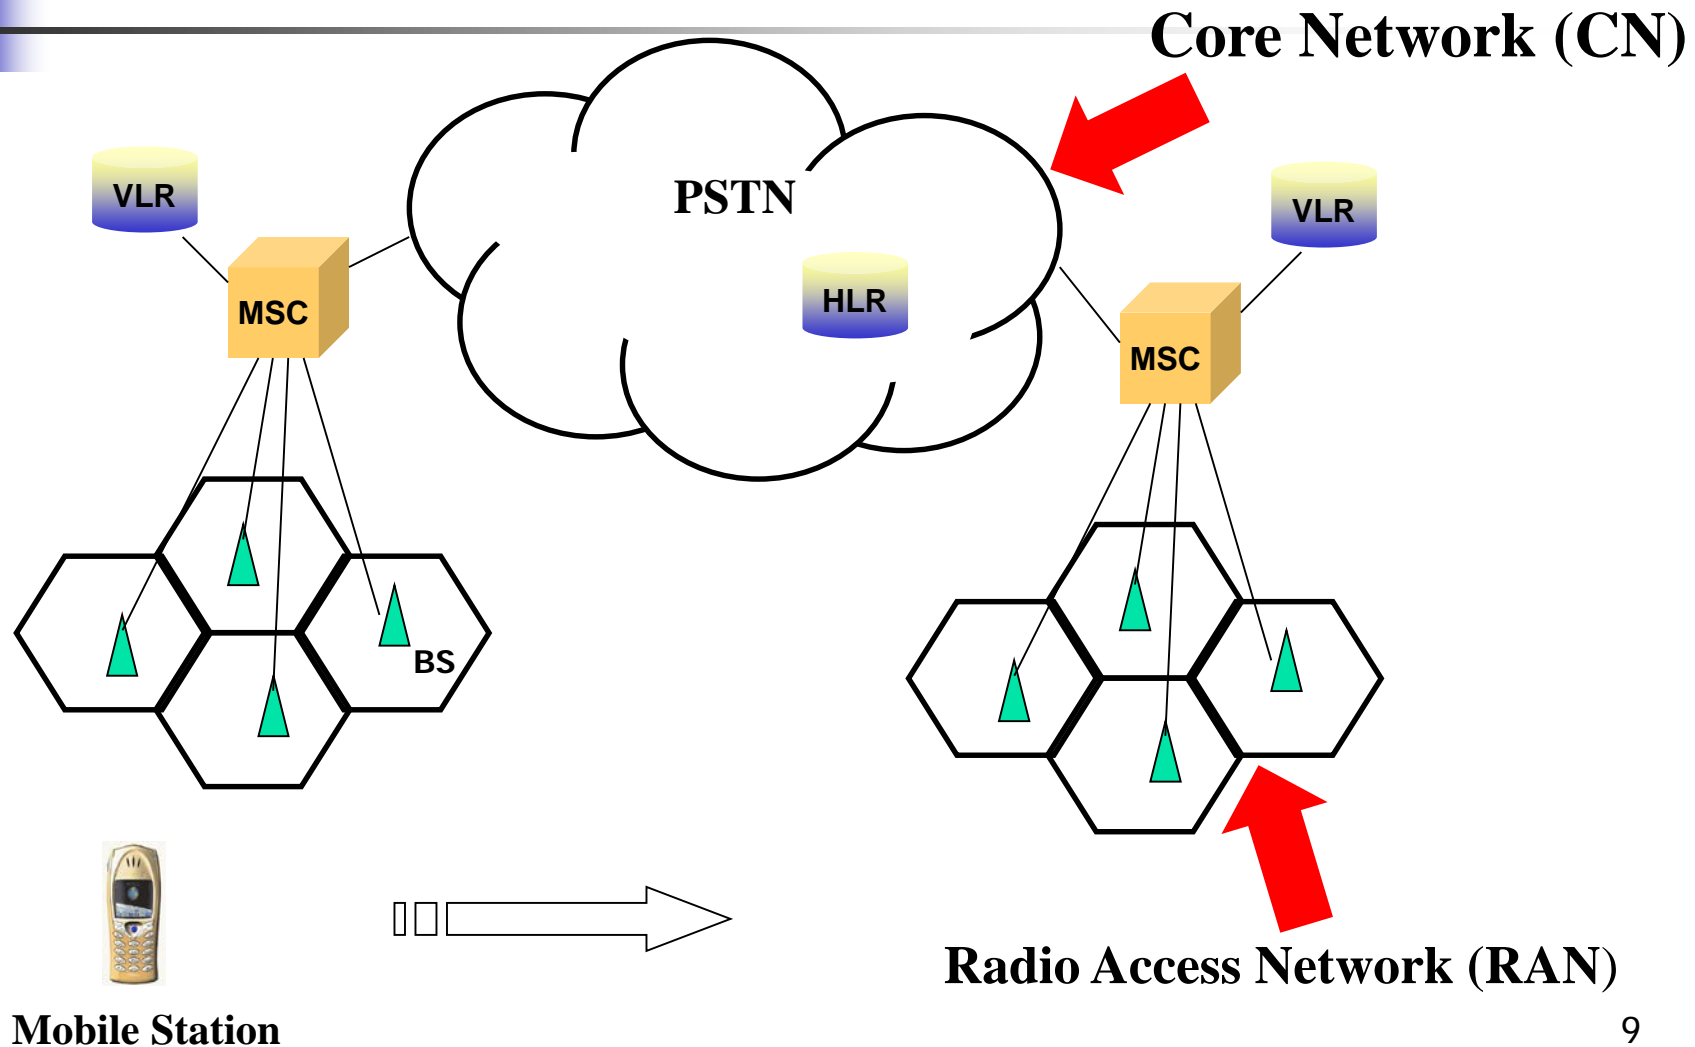 Core Network (CN)
VLR
PSTN
VLR
HLR
MSC
MSC
BS
Radio Access Network (RAN)
Mobile Station
9